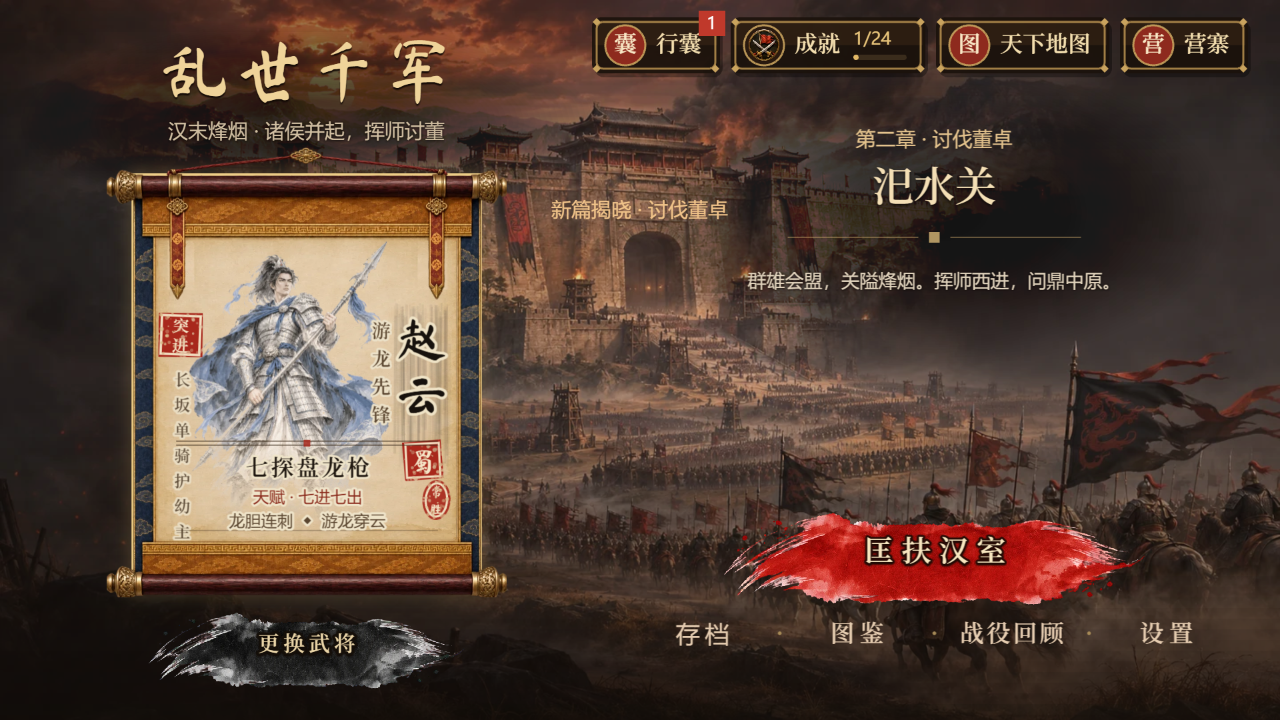 乱世千军
汉末烽烟·诸侯并起，挥师讨董
囊 行囊 1
成就 1/24
图 天下地图
营 营寨
第二章·讨伐董卓
汜水关
新篇揭晓·讨伐董卓
群雄会盟，关隘烽烟。挥师西进，问鼎中原。
突进
长坂单骑护幼主
游龙先锋
赵云
蜀
常胜
七探盘龙枪
天赋·七进七出
龙胆连刺 ◆ 游龙穿云
更换武将
匡扶汉室
存档 · 图鉴 · 战役回顾 · 设置